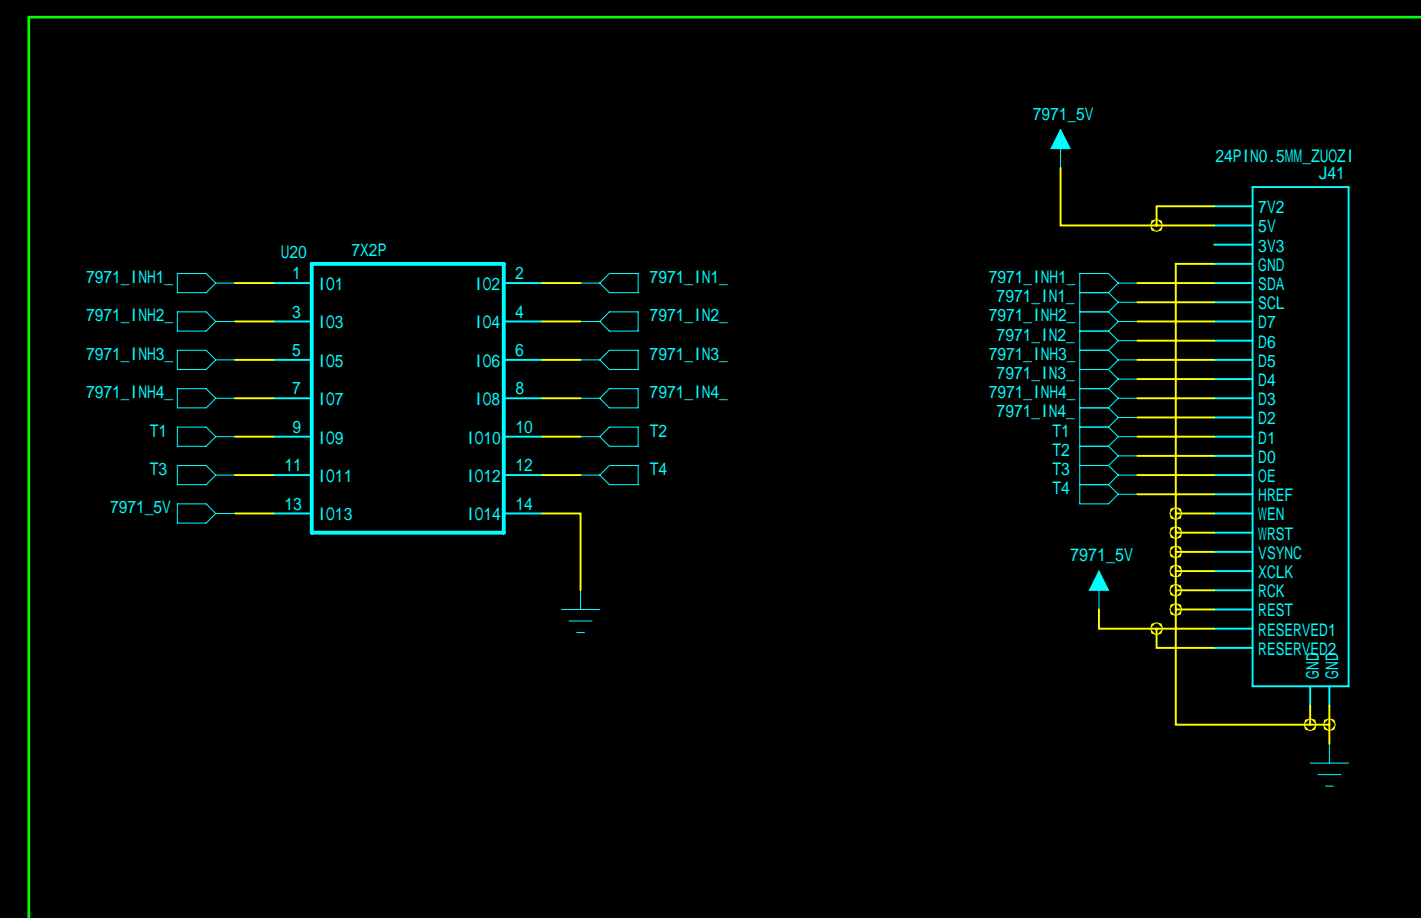 U20 7X2P
7971_INH1_ 1 IO1 IO2 2 7971_IN1_
7971_INH2_ 3 IO3 IO4 4 7971_IN2_
7971_INH3_ 5 IO5 IO6 6 7971_IN3_
7971_INH4_ 7 IO7 IO8 8 7971_IN4_
T1 9 IO9 IO10 10 T2
T3 11 IO11 IO12 12 T4
7971_5V 13 IO13 IO14 14
7971_5V
24PIN0.5MM_ZUOZI
J41
7V2
5V
3V3
GND
7971_INH1_ SDA
7971_IN1_ SCL
7971_INH2_ D7
7971_IN2_ D6
7971_INH3_ D5
7971_IN3_ D4
7971_INH4_ D3
7971_IN4_ D2
T1 D1
T2 D0
T3 OE
T4 HREF
WEN
WRST
VSYNC
XCLK
RCK
REST
7971_5V
RESERVED1
RESERVED2
GND
GND